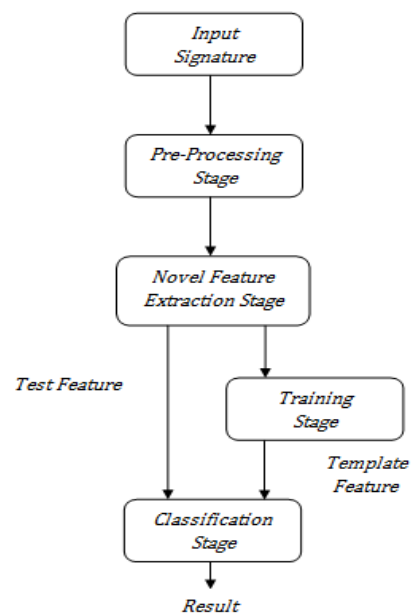 Input
Signature
Pre-Processing
Stage
Novel Feature
Extraction Stage
Test Feature
Training
Stage
Template
Feature
Classification
Stage
Result